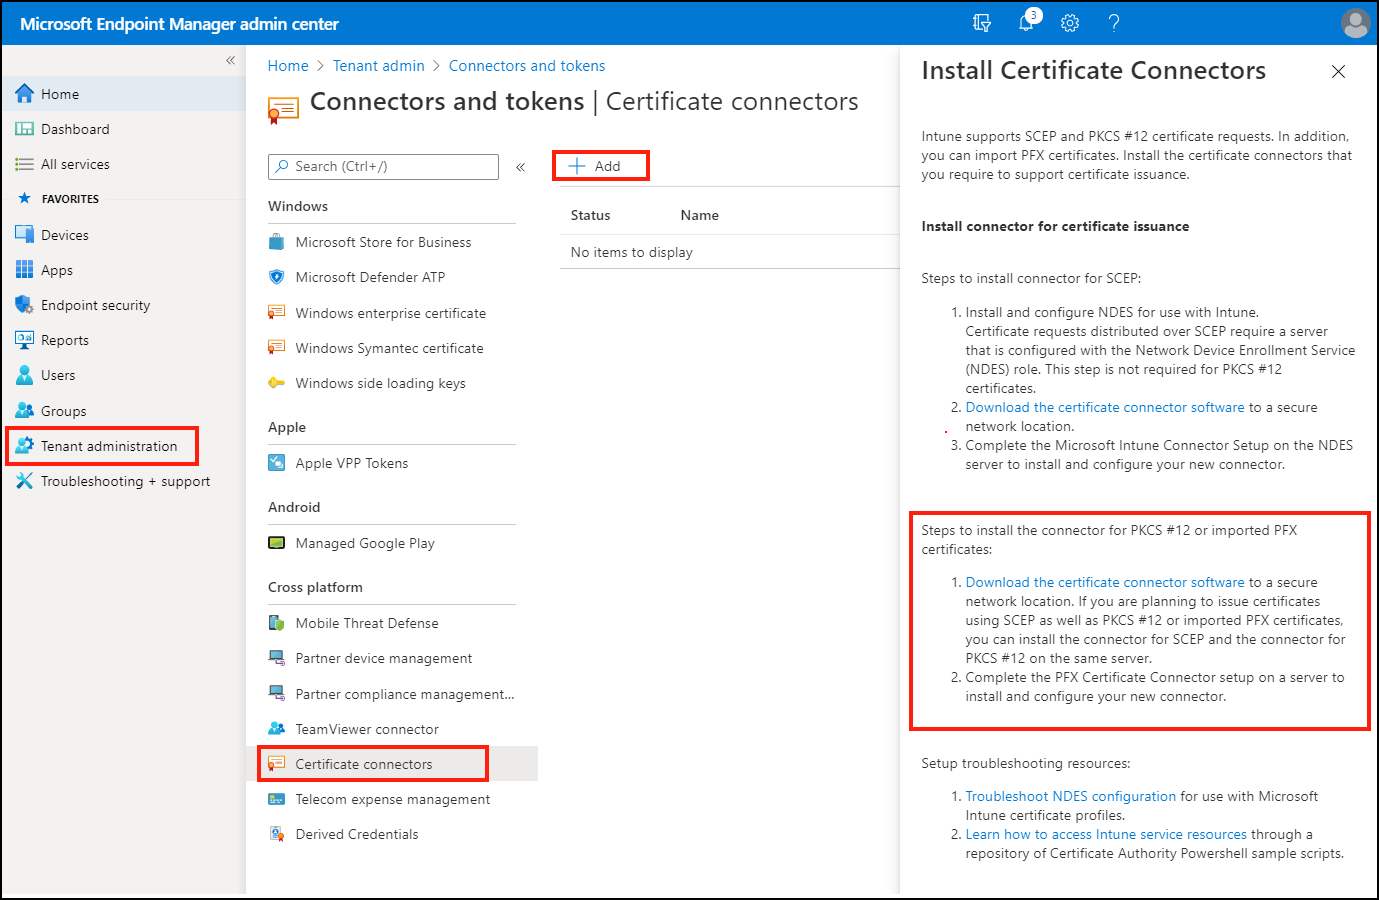 Microsoft Endpoint Manager admin center
3
«
Home
Dashboard
All services
FAVORITES
Devices
Apps
Endpoint security
Reports
Users
Groups
Tenant administration
Troubleshooting + support
Home > Tenant admin > Connectors and tokens
Connectors and tokens | Certificate connectors
Search (Ctrl+/)
«
Windows
Microsoft Store for Business
Microsoft Defender ATP
Windows enterprise certificate
Windows Symantec certificate
Windows side loading keys
Apple
Apple VPP Tokens
Android
Managed Google Play
Cross platform
Mobile Threat Defense
Partner device management
Partner compliance management...
TeamViewer connector
Certificate connectors
Telecom expense management
Derived Credentials
+ Add
Status Name
No items to display
Install Certificate Connectors
Intune supports SCEP and PKCS #12 certificate requests. In addition,
you can import PFX certificates. Install the certificate connectors that
you require to support certificate issuance.
Install connector for certificate issuance
Steps to install connector for SCEP:
1. Install and configure NDES for use with Intune.
Certificate requests distributed over SCEP require a server
that is configured with the Network Device Enrollment Service
(NDES) role. This step is not required for PKCS #12
certificates.
2. Download the certificate connector software to a secure
network location.
3. Complete the Microsoft Intune Connector Setup on the NDES
server to install and configure your new connector.
Steps to install the connector for PKCS #12 or imported PFX
certificates:
1. Download the certificate connector software to a secure
network location. If you are planning to issue certificates
using SCEP as well as PKCS #12 or imported PFX certificates,
you can install the connector for SCEP and the connector for
PKCS #12 on the same server.
2. Complete the PFX Certificate Connector setup on a server to
install and configure your new connector.
Setup troubleshooting resources:
1. Troubleshoot NDES configuration for use with Microsoft
Intune certificate profiles.
2. Learn how to access Intune service resources through a
repository of Certificate Authority Powershell sample scripts.